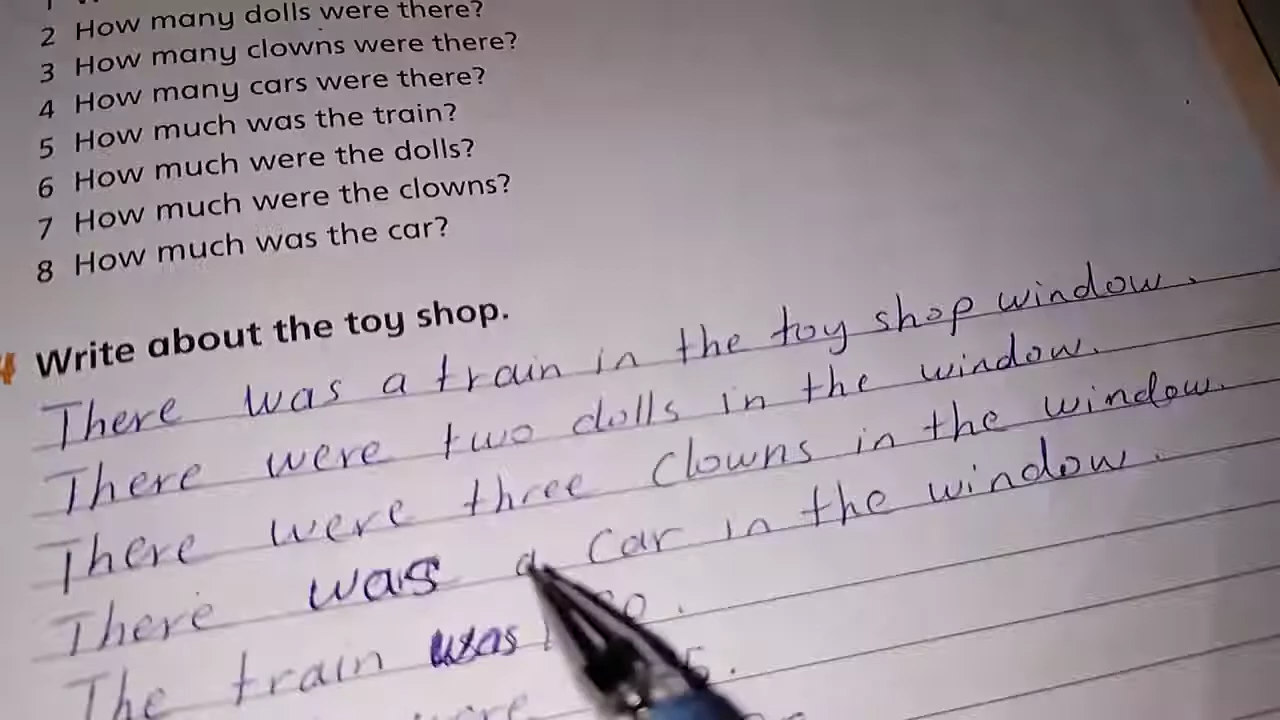 2 How many dolls were there?
3 How many clowns were there?
4 How many cars were there?
5 How much was the train?
6 How much were the dolls?
7 How much were the clowns?
8 How much was the car?
4 Write about the toy shop.
There was a train in the toy shop window.
There were two dolls in the window.
There were three clowns in the window.
There was a car in the window.
The train was
were